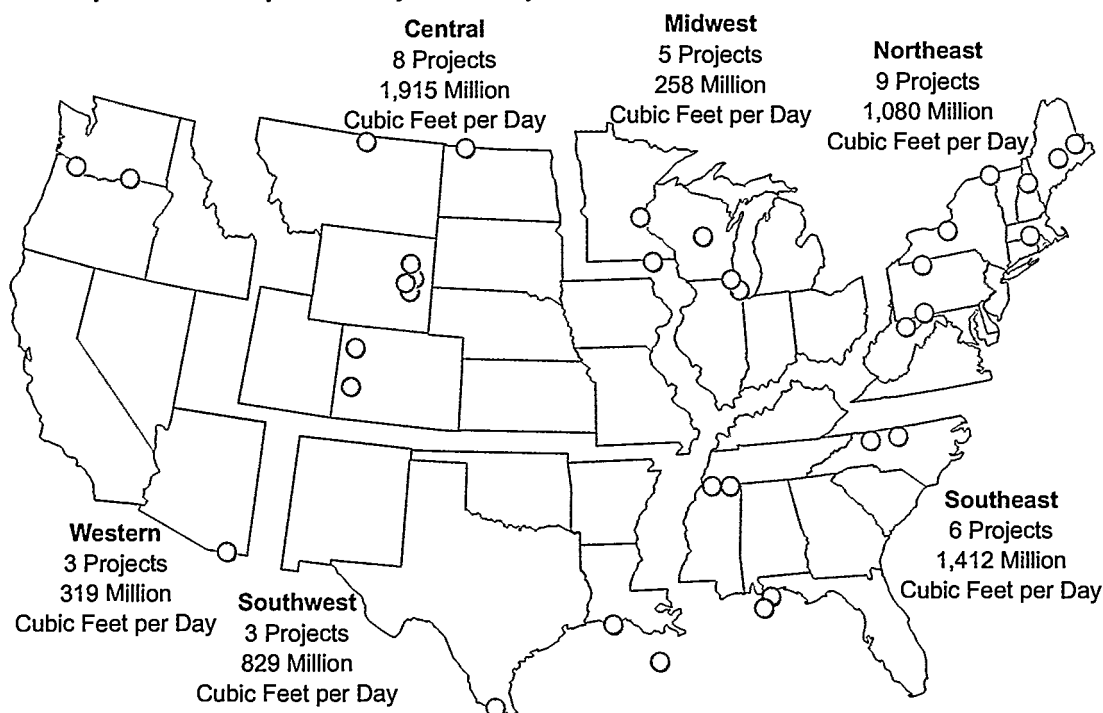 Central
8 Projects
1,915 Million
Cubic Feet per Day
Midwest
5 Projects
258 Million
Cubic Feet per Day
Northeast
9 Projects
1,080 Million
Cubic Feet per Day
Western
3 Projects
319 Million
Cubic Feet per Day
Southwest
3 Projects
829 Million
Cubic Feet per Day
Southeast
6 Projects
1,412 Million
Cubic Feet per Day